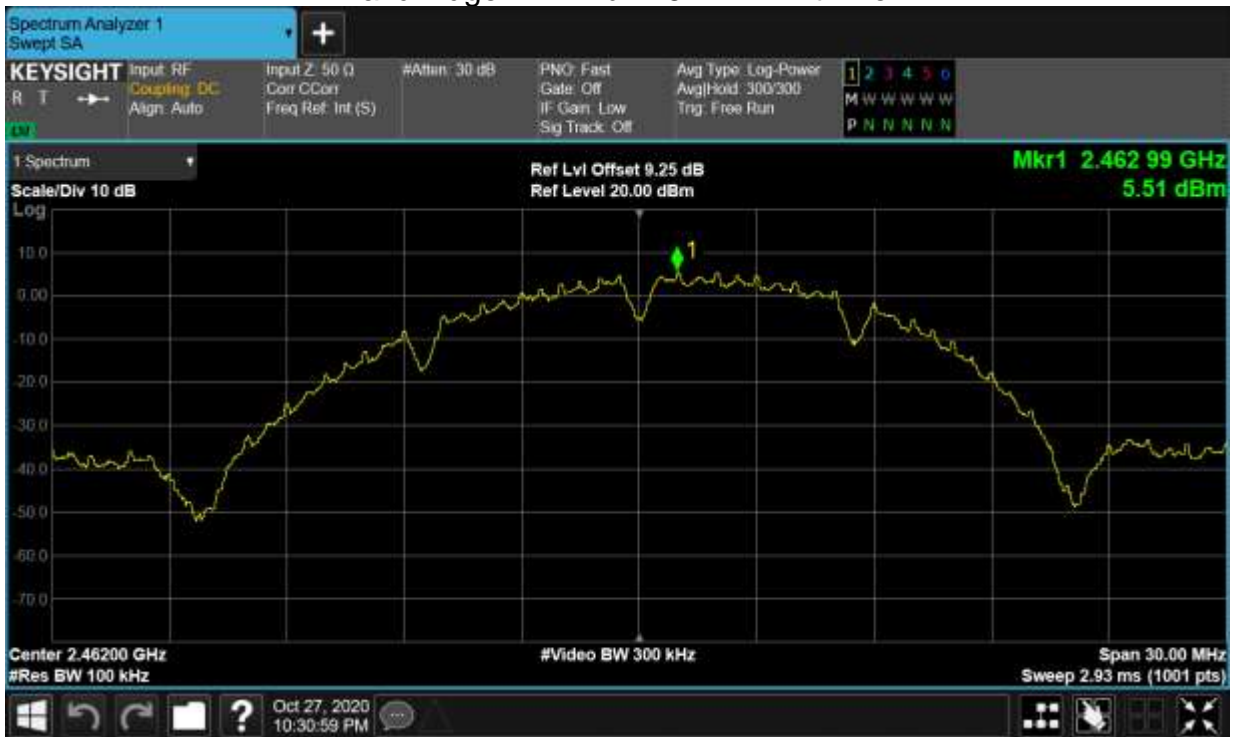 Spectrum Analyzer 1
Swept SA
+
KEYSIGHT
R T
Input: RF
Coupling: DC
Align: Auto
Input Z: 50 Ω
Corr CCorr
Freq Ref: Int (S)
#Atten: 30 dB
PNO: Fast
Gate: Off
IF Gain: Low
Sig Track: Off
Avg Type: Log-Power
Avg|Hold: 300/300
Trig: Free Run
1 2 3 4 5 6
M W W W W W
P N N N N N
1 Spectrum
Scale/Div 10 dB
Log
Ref Lvl Offset 9.25 dB
Ref Level 20.00 dBm
Mkr1 2.462 99 GHz
5.51 dBm
1
10.0
0.00
-10.0
-20.0
-30.0
-40.0
-50.0
-60.0
-70.0
Center 2.46200 GHz
#Res BW 100 kHz
#Video BW 300 kHz
Span 30.00 MHz
Sweep 2.93 ms (1001 pts)
?
Oct 27, 2020
10:30:59 PM